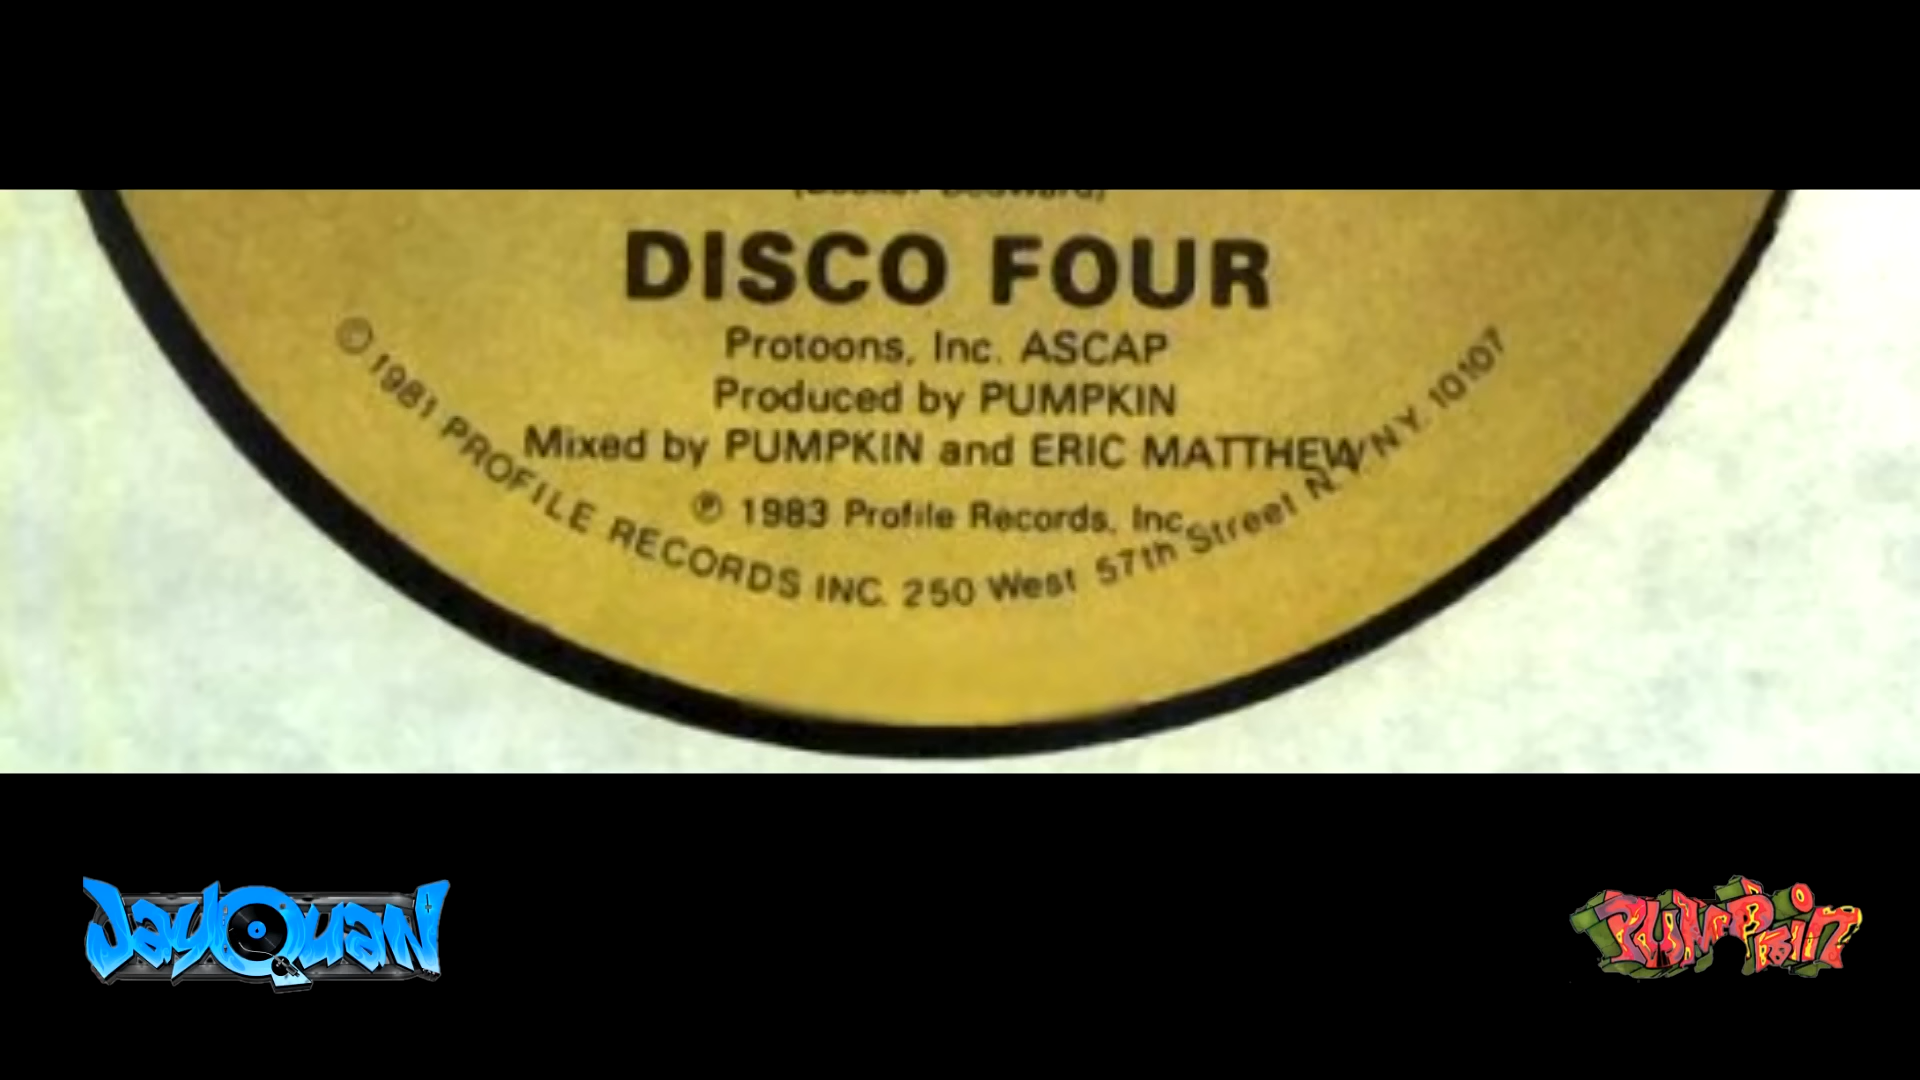 DISCO FOUR
Protoons, Inc. ASCAP
Produced by PUMPKIN
Mixed by PUMPKIN and ERIC MATTHEW
℗ 1983 Profile Records, Inc.
© 1981 PROFILE RECORDS INC. 250 West 57th Street N.Y. N.Y. 10107
JayQuan
PUMPKIN